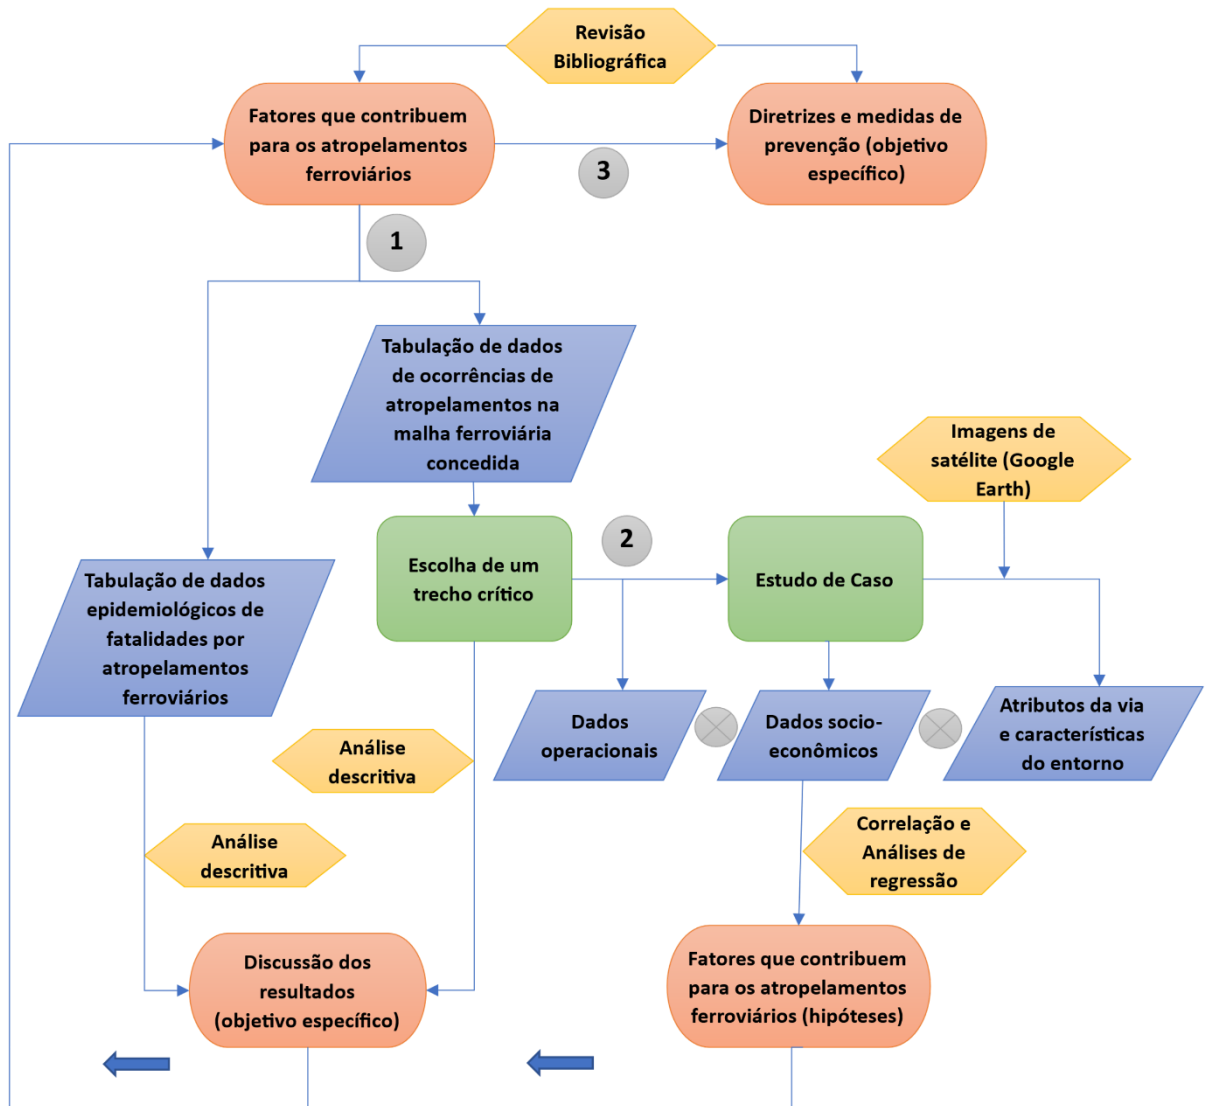 Revisão
Bibliográfica
Fatores que contribuem
para os atropelamentos
ferroviários
Diretrizes e medidas de
prevenção (objetivo
específico)
3
1
Tabulação de dados
de ocorrências de
atropelamentos na
malha ferroviária
concedida
Imagens de
satélite (Google
Earth)
2
Escolha de um
trecho crítico
Estudo de Caso
Tabulação de dados
epidemiológicos de
fatalidades por
atropelamentos
ferroviários
Dados
operacionais
Dados socio-
econômicos
Atributos da via
e características
do entorno
Análise
descritiva
Análise
descritiva
Correlação e
Análises de
regressão
Discussão dos
resultados
(objetivo específico)
Fatores que contribuem
para os atropelamentos
ferroviários (hipóteses)